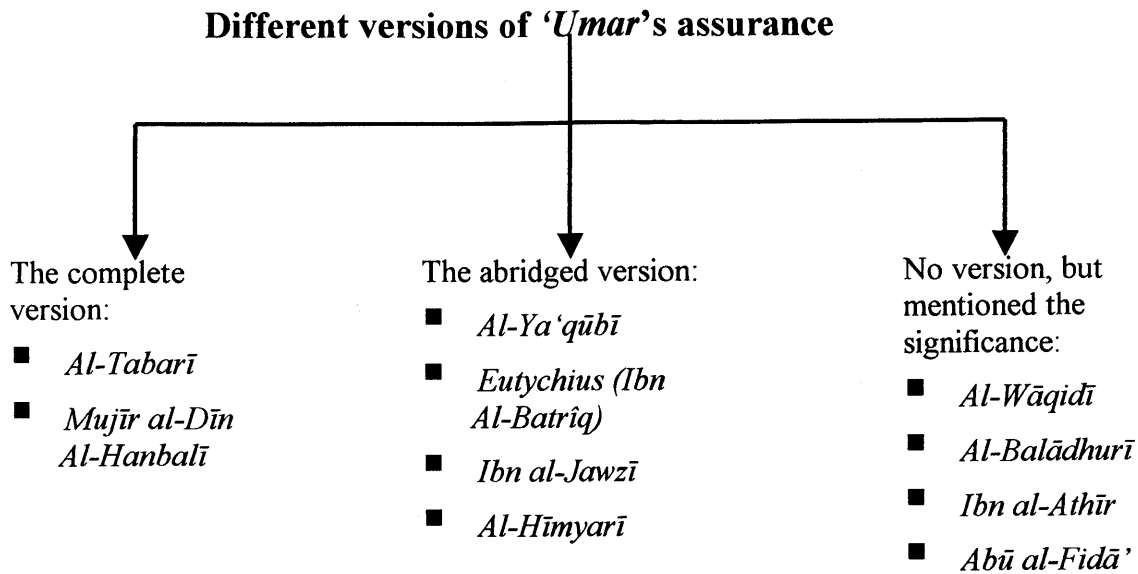 Different versions of ‘Umar’s assurance
The complete
version:
■ Al-Tabarī
■ Mujīr al-Dīn
Al-Hanbalī
The abridged version:
■ Al-Ya‘qūbī
■ Eutychius (Ibn
Al-Batrîq)
■ Ibn al-Jawzī
■ Al-Hīmyarī
No version, but
mentioned the
significance:
■ Al-Wāqidī
■ Al-Balādhurī
■ Ibn al-Athīr
■ Abū al-Fidā’